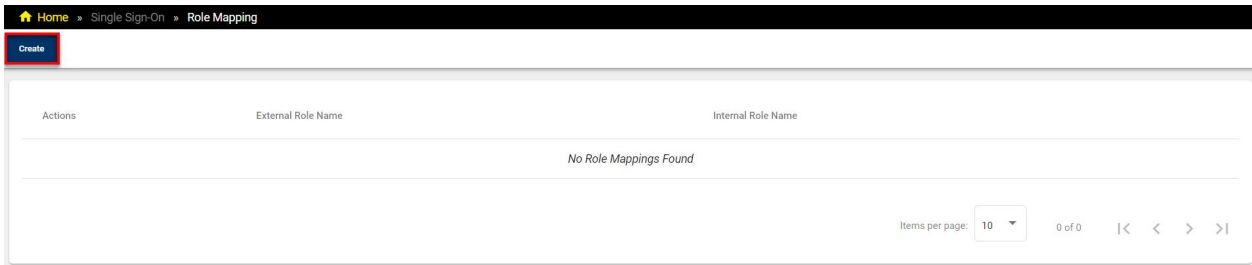 Home » Single Sign-On » Role Mapping
Create
Actions External Role Name Internal Role Name
No Role Mappings Found
Items per page: 10 0 of 0